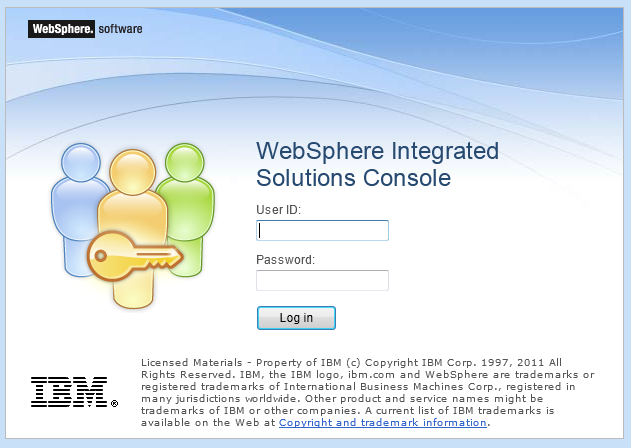 WebSphere. software
WebSphere Integrated
Solutions Console
User ID:
Password:
Log in
Licensed Materials - Property of IBM (c) Copyright IBM Corp. 1997, 2011 All
Rights Reserved. IBM, the IBM logo, ibm.com and WebSphere are trademarks or
registered trademarks of International Business Machines Corp., registered in
many jurisdictions worldwide. Other product and service names might be
trademarks of IBM or other companies. A current list of IBM trademarks is
available on the Web at Copyright and trademark information.
IBM®